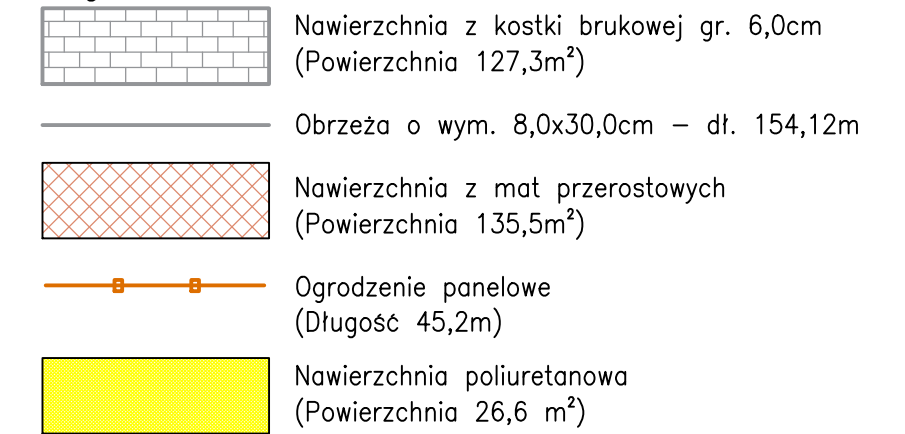 Nawierzchnia z kostki brukowej gr. 6,0cm
(Powierzchnia 127,3m²)
Obrzeża o wym. 8,0x30,0cm – dł. 154,12m
Nawierzchnia z mat przerostowych
(Powierzchnia 135,5m²)
Ogrodzenie panelowe
(Długość 45,2m)
Nawierzchnia poliuretanowa
(Powierzchnia 26,6 m²)